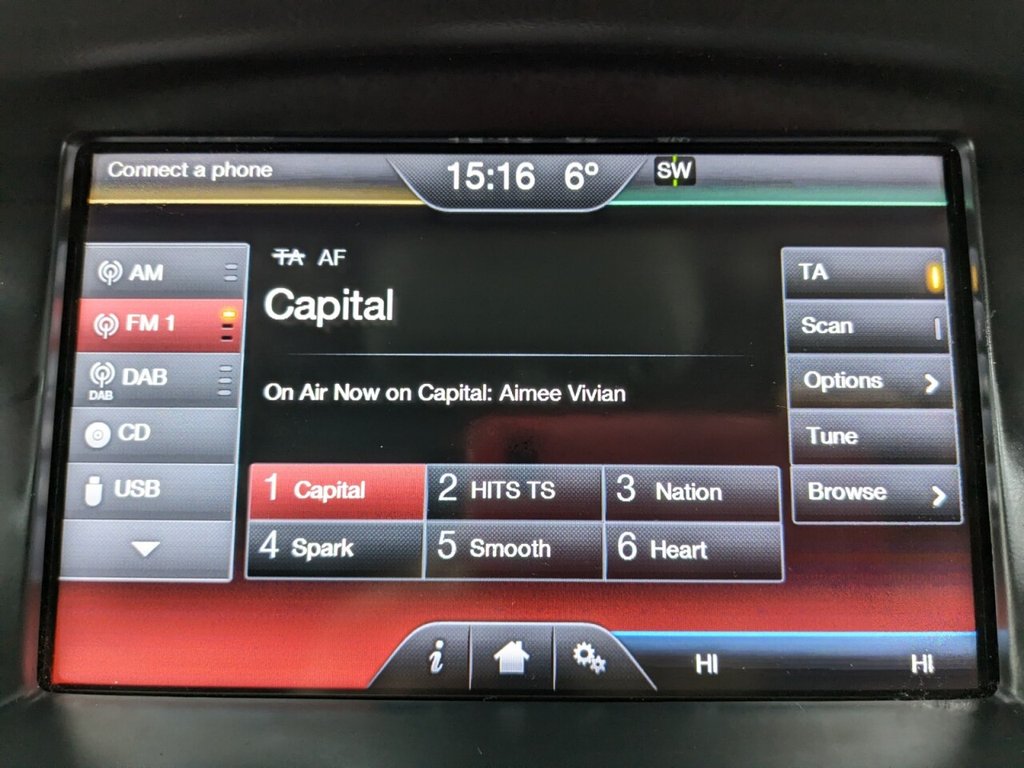 Connect a phone
15:16 6° SW
AM
FM 1
DAB
DAB
CD
USB
TA AF
Capital
On Air Now on Capital: Aimee Vivian
1 Capital
2 HITS TS
3 Nation
4 Spark
5 Smooth
6 Heart
TA
Scan
Options
Tune
Browse
i
HI HI